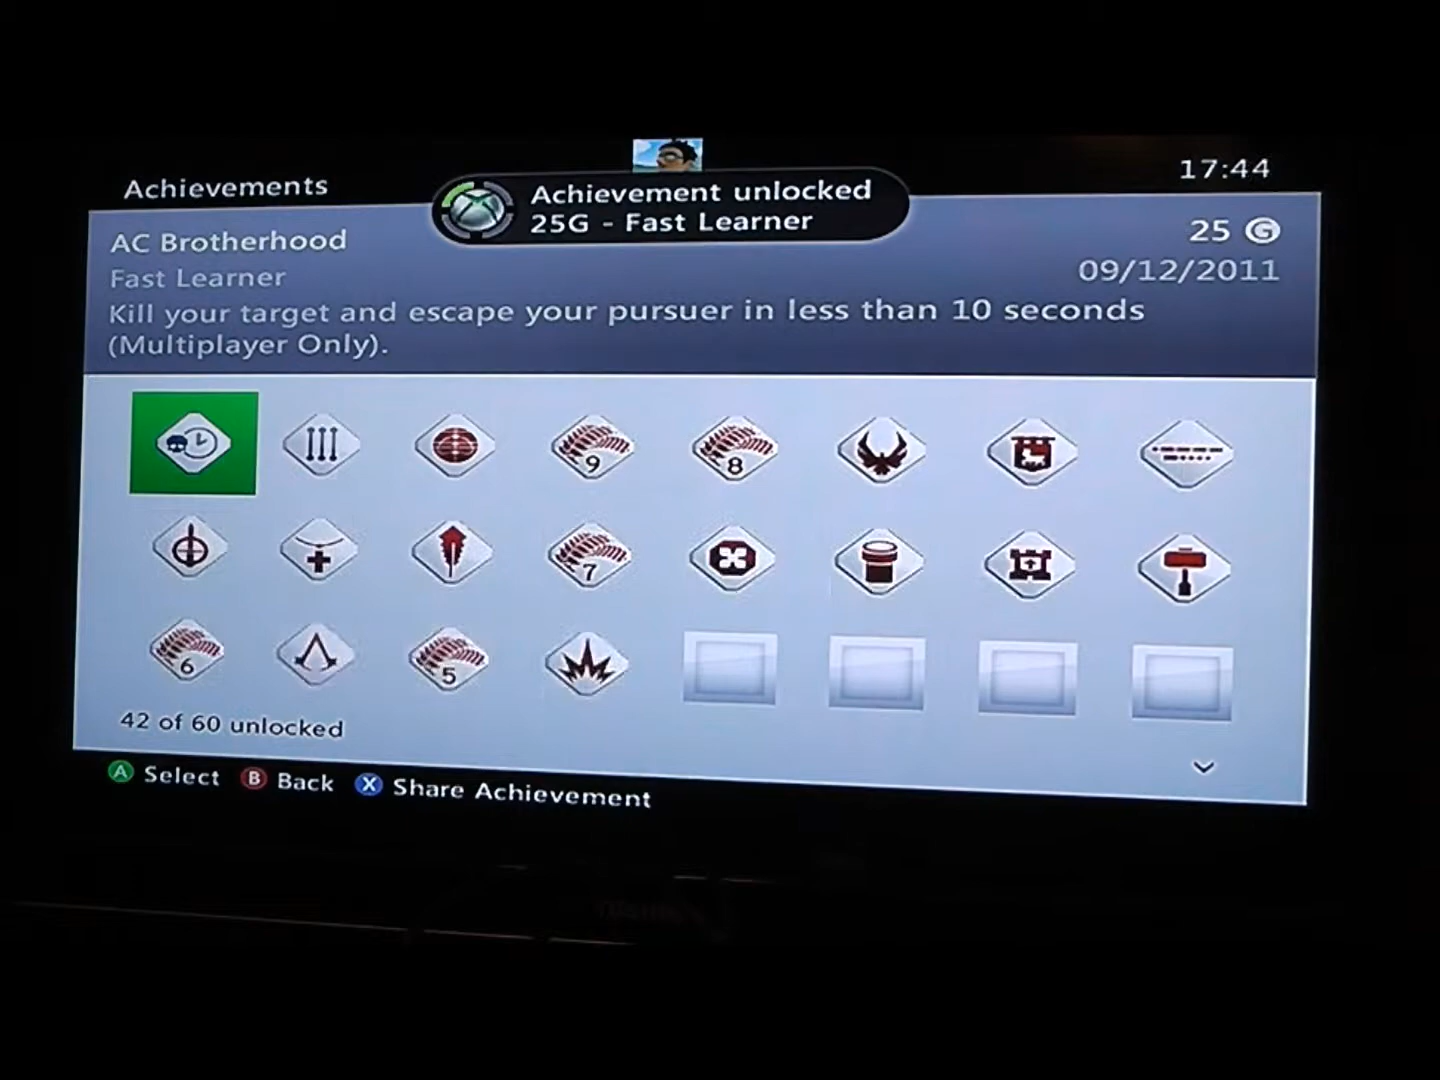 Achievements
Achievement unlocked
25G - Fast Learner
17:44
AC Brotherhood
25 G
Fast Learner
09/12/2011
Kill your target and escape your pursuer in less than 10 seconds
(Multiplayer Only).
9
8
7
6
5
42 of 60 unlocked
A Select B Back X Share Achievement